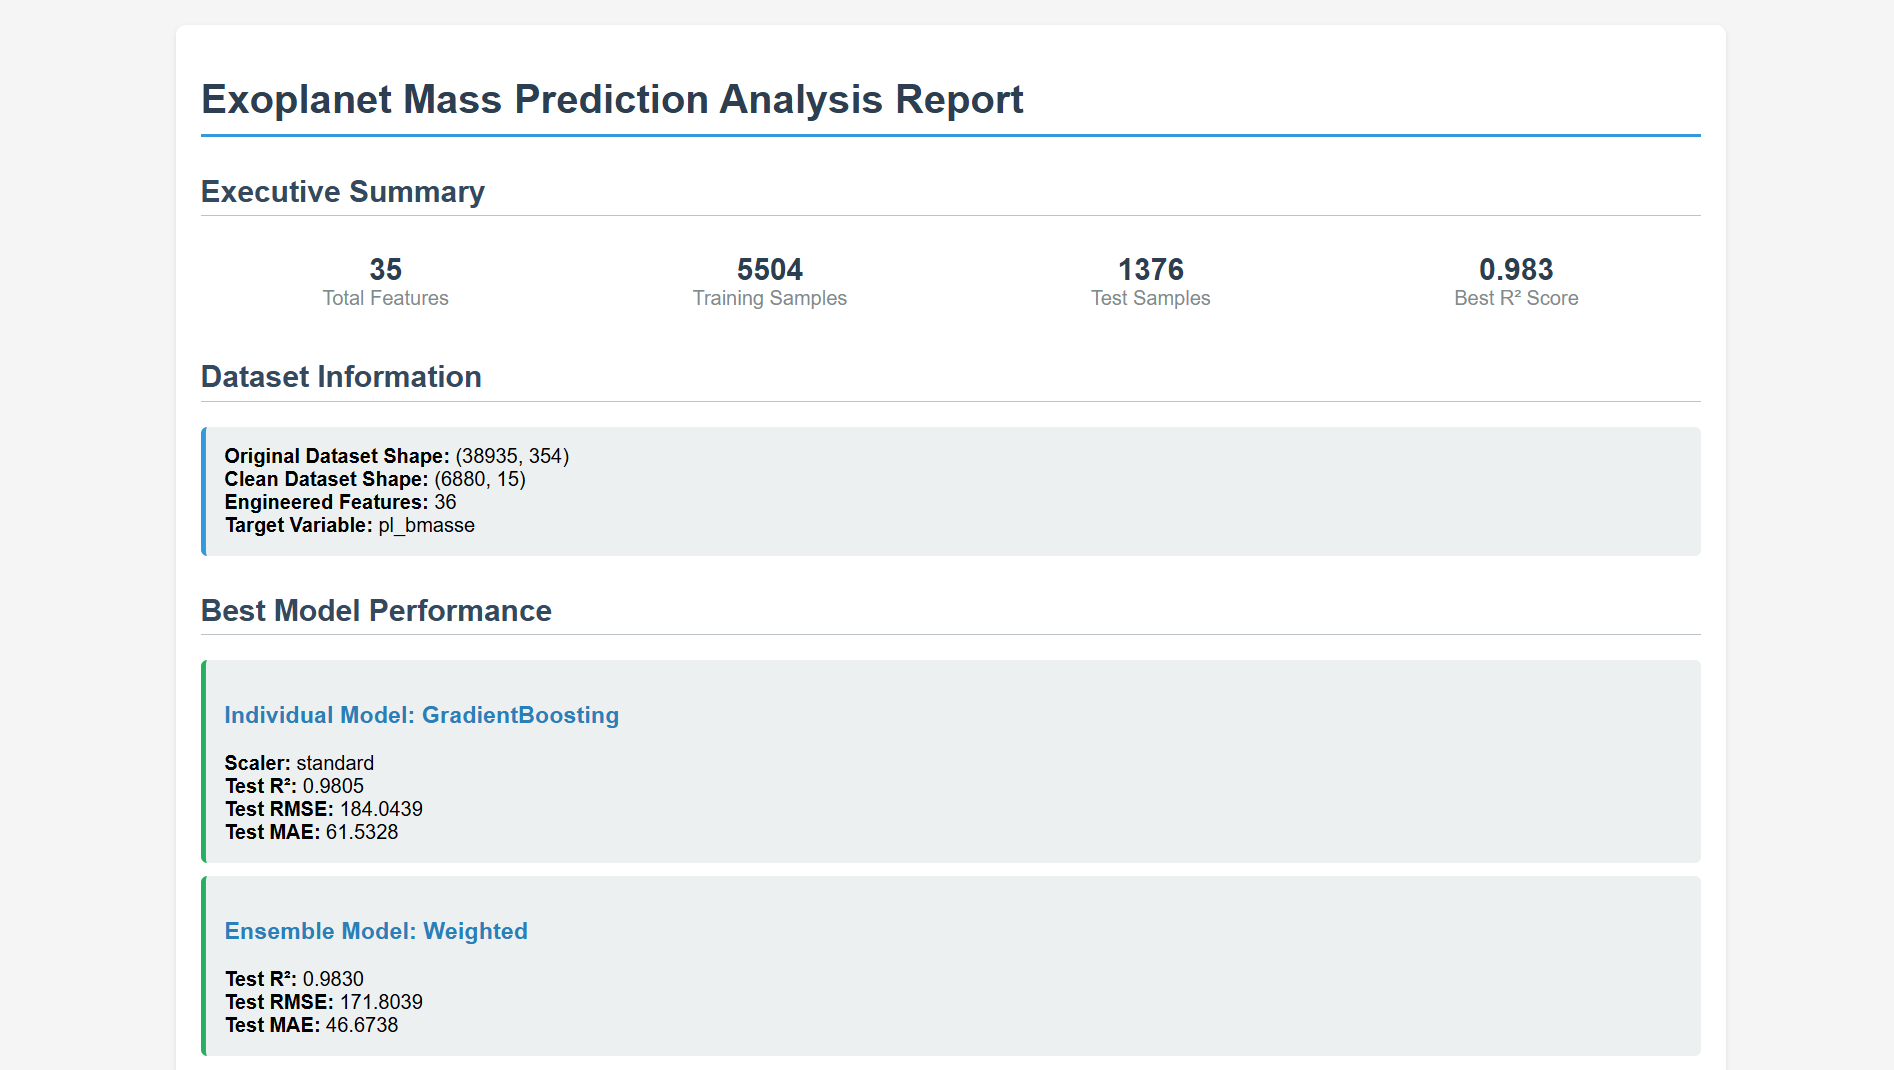 Exoplanet Mass Prediction Analysis Report
Executive Summary
35
Total Features
5504
Training Samples
1376
Test Samples
0.983
Best R² Score
Dataset Information
Original Dataset Shape: (38935, 354)
Clean Dataset Shape: (6880, 15)
Engineered Features: 36
Target Variable: pl_bmasse
Best Model Performance
Individual Model: GradientBoosting
Scaler: standard
Test R²: 0.9805
Test RMSE: 184.0439
Test MAE: 61.5328
Ensemble Model: Weighted
Test R²: 0.9830
Test RMSE: 171.8039
Test MAE: 46.6738